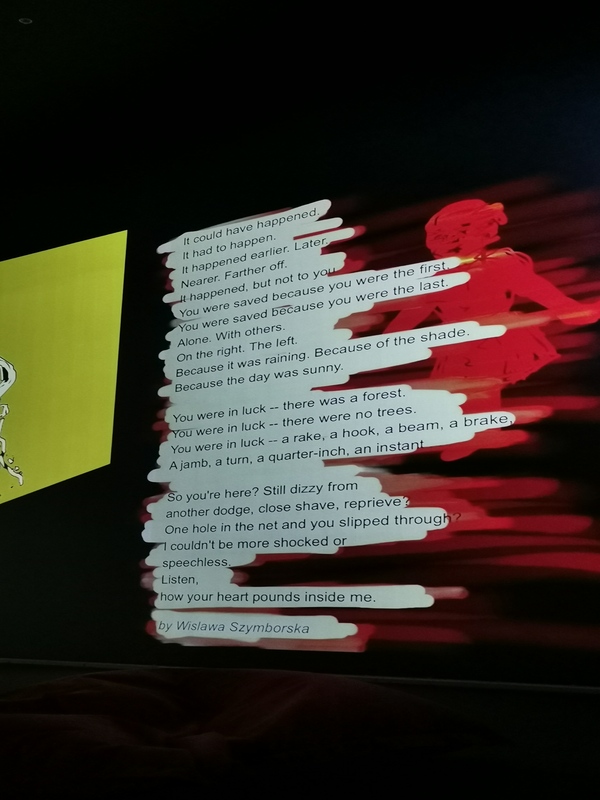 It could have happened.
It had to happen.
It happened earlier. Later.
Nearer. Farther off.
It happened, but not to you.
You were saved because you were the first.
You were saved because you were the last.
Alone. With others.
On the right. The left.
Because it was raining. Because of the shade.
Because the day was sunny.
You were in luck -- there was a forest.
You were in luck -- there were no trees.
You were in luck -- a rake, a hook, a beam, a brake,
A jamb, a turn, a quarter-inch, an instant
So you're here? Still dizzy from
another dodge, close shave, reprieve?
One hole in the net and you slipped through?
I couldn't be more shocked or
speechless.
Listen,
how your heart pounds inside me.
by Wislawa Szymborska